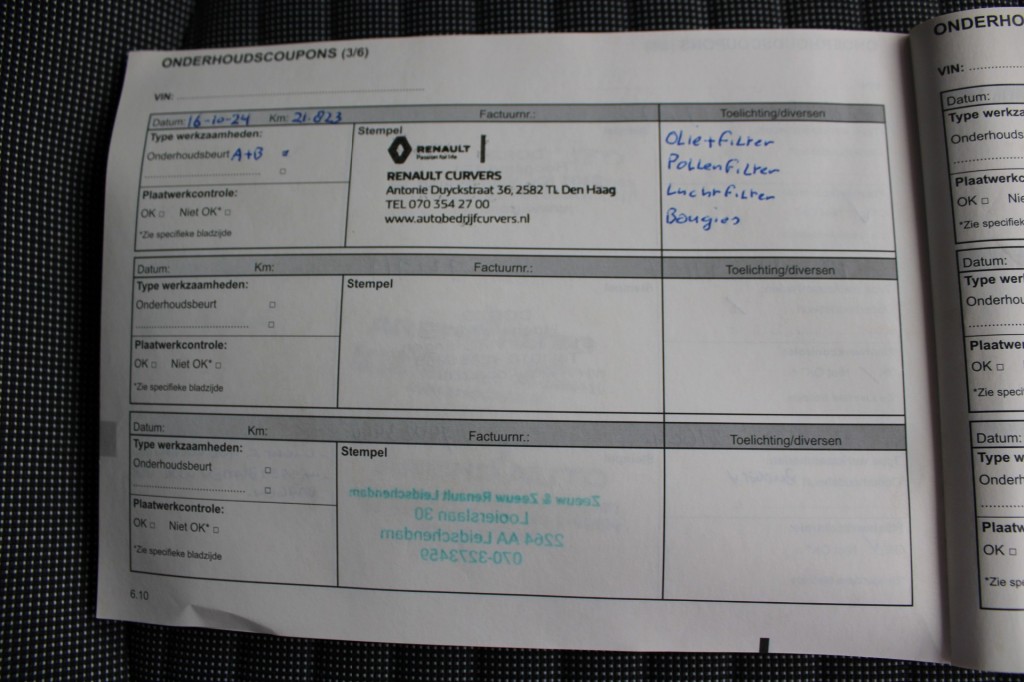 ONDERHOUDSCOUPONS (3/6)
VIN:
Datum: 16-10-24 Km: 21.823 Factuurnr.: Toelichting/diversen
Type werkzaamheden:
Onderhoudsbeurt A+B
Plaatwerkcontrole:
OK □ Niet OK* □
*Zie specifieke bladzijde
Stempel
RENAULT
Passion for life
RENAULT CURVERS
Antonie Duyckstraat 36, 2582 TL Den Haag
TEL 070 354 27 00
www.autobedrijfcurvers.nl
Olie+filter
Pollenfilter
Luchtfilter
Bougies
Datum: Km: Factuurnr.: Toelichting/diversen
Type werkzaamheden:
Onderhoudsbeurt □
□
Plaatwerkcontrole:
OK □ Niet OK* □
*Zie specifieke bladzijde
Stempel
Datum: Km: Factuurnr.: Toelichting/diversen
Type werkzaamheden:
Onderhoudsbeurt □
□
Plaatwerkcontrole:
OK □ Niet OK* □
*Zie specifieke bladzijde
Stempel
Zeeuw & Zeeuw Renault Leidschendam
Looierslaan 30
2264 AA Leidschendam
070-3273459
6.10
ONDERHO
VIN:
Datum:
Type werkza
Onderhouds
Plaatwerkc
OK □ Nie
*Zie specifiek
Datum:
Type wer
Onderhou
Plaatwer
OK □
*Zie speci
Datum:
Type w
Onderh
Plaatw
OK □
*Zie spe